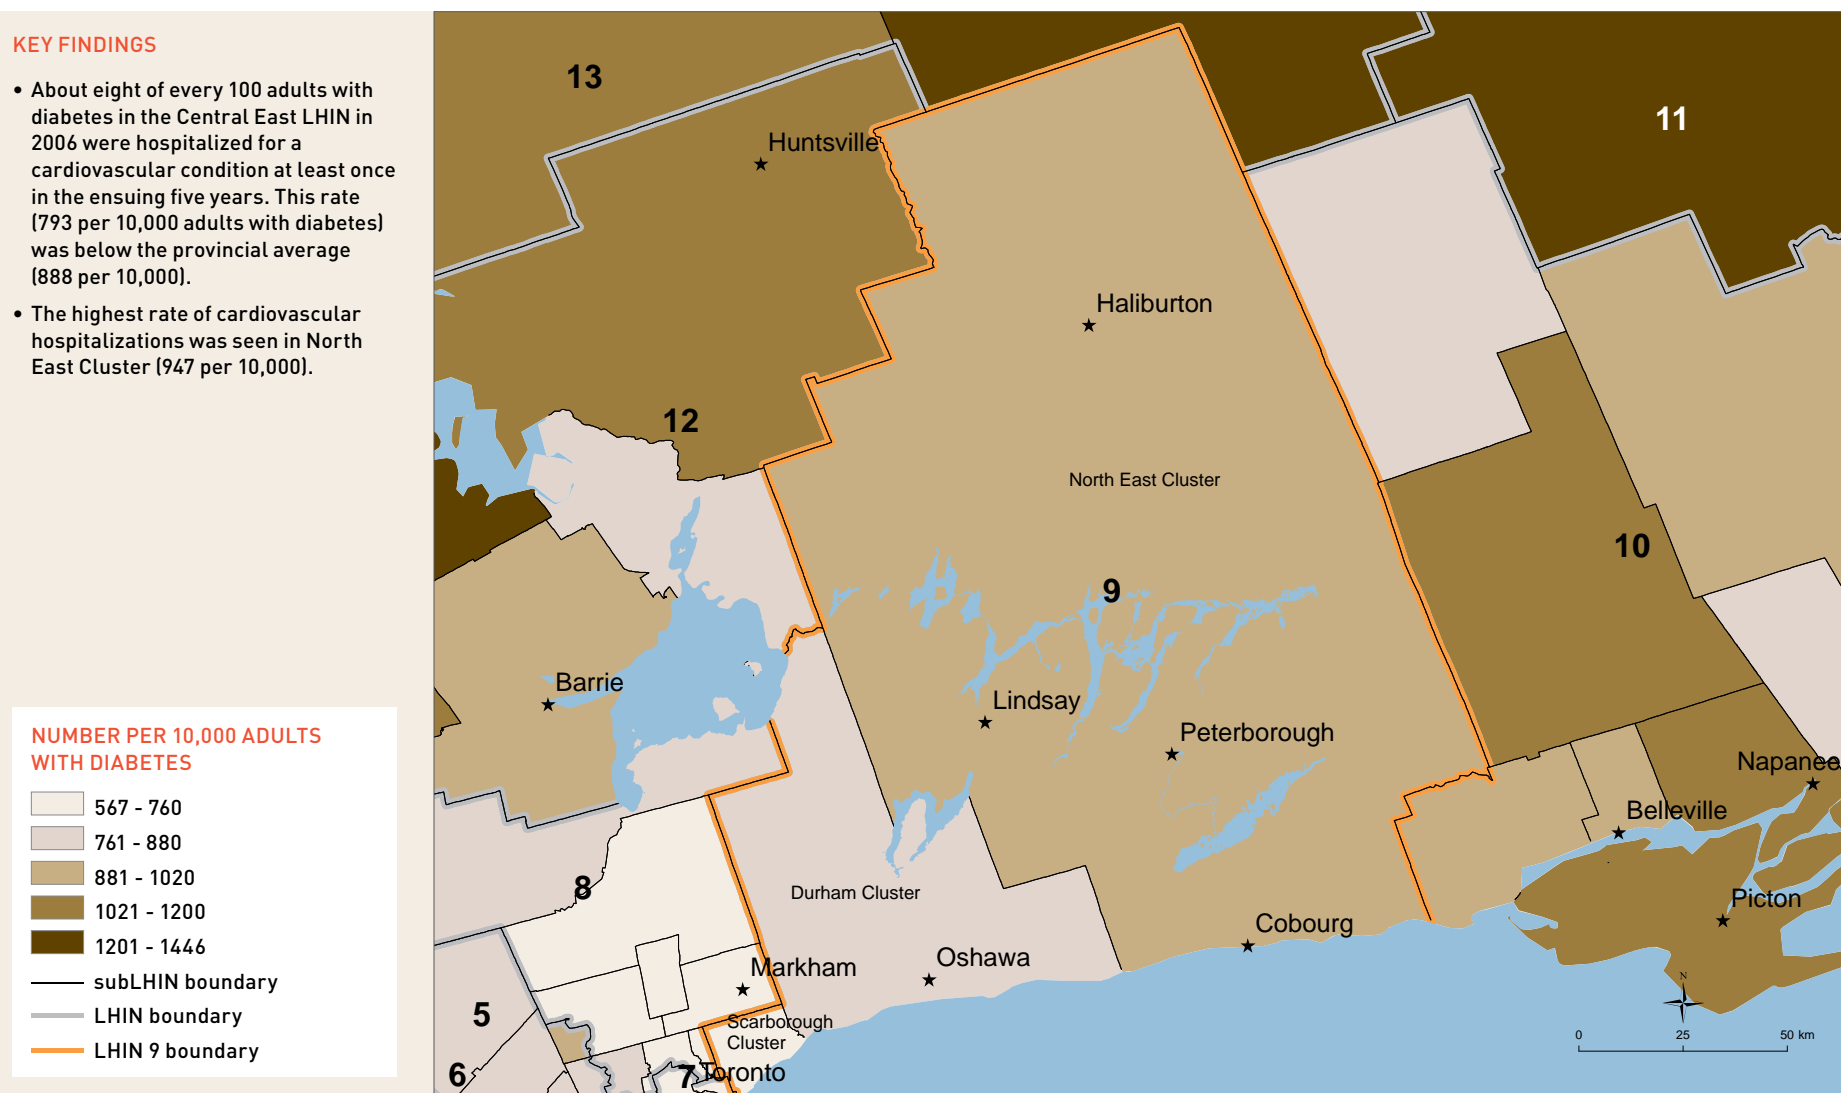 KEY FINDINGS
• About eight of every 100 adults with
diabetes in the Central East LHIN in
2006 were hospitalized for a
cardiovascular condition at least once
in the ensuing five years. This rate
(793 per 10,000 adults with diabetes)
was below the provincial average
(888 per 10,000).
• The highest rate of cardiovascular
hospitalizations was seen in North
East Cluster (947 per 10,000).
NUMBER PER 10,000 ADULTS
WITH DIABETES
567 - 760
761 - 880
881 - 1020
1021 - 1200
1201 - 1446
subLHIN boundary
LHIN boundary
LHIN 9 boundary
13
11
Huntsville
Haliburton
12
North East Cluster
10
9
Barrie
Lindsay
Peterborough
Napanee
Belleville
8
Durham Cluster
Picton
Cobourg
Oshawa
Markham
N
5
Scarborough
Cluster
0 25 50 km
6
7
Toronto